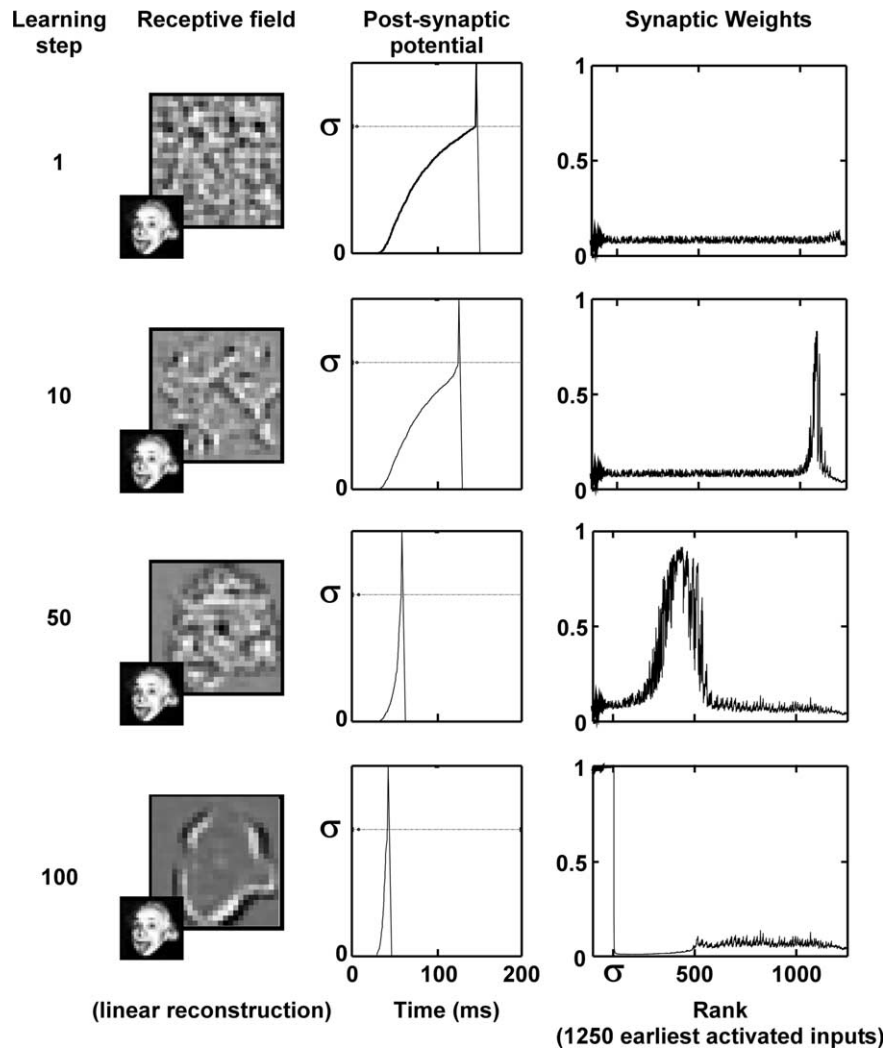 Learning step
Receptive field
Post-synaptic potential
Synaptic Weights
1
σ
0
1
0.5
0
10
σ
0
1
0.5
0
50
σ
0
1
0.5
0
100
σ
0
1
0.5
0
0 100 200
σ 500 1000
(linear reconstruction)
Time (ms)
Rank
(1250 earliest activated inputs)